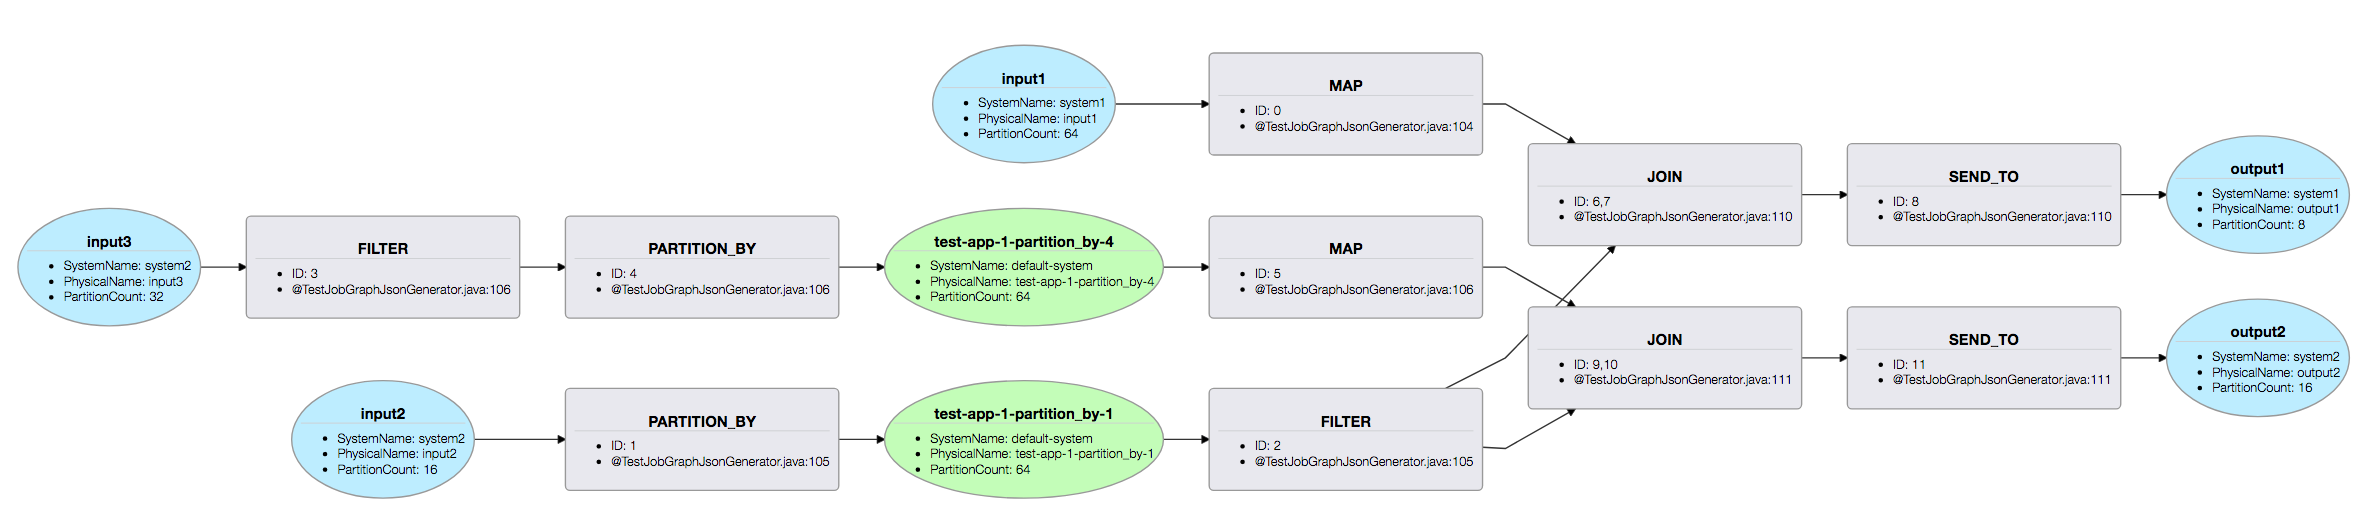 input1
• SystemName: system1
• PhysicalName: input1
• PartitionCount: 64
MAP
• ID: 0
• @TestJobGraphJsonGenerator.java:104
JOIN
• ID: 6,7
• @TestJobGraphJsonGenerator.java:110
SEND_TO
• ID: 8
• @TestJobGraphJsonGenerator.java:110
output1
• SystemName: system1
• PhysicalName: output1
• PartitionCount: 8
input3
• SystemName: system2
• PhysicalName: input3
• PartitionCount: 32
FILTER
• ID: 3
• @TestJobGraphJsonGenerator.java:106
PARTITION_BY
• ID: 4
• @TestJobGraphJsonGenerator.java:106
test-app-1-partition_by-4
• SystemName: default-system
• PhysicalName: test-app-1-partition_by-4
• PartitionCount: 64
MAP
• ID: 5
• @TestJobGraphJsonGenerator.java:106
JOIN
• ID: 9,10
• @TestJobGraphJsonGenerator.java:111
SEND_TO
• ID: 11
• @TestJobGraphJsonGenerator.java:111
output2
• SystemName: system2
• PhysicalName: output2
• PartitionCount: 16
input2
• SystemName: system2
• PhysicalName: input2
• PartitionCount: 16
PARTITION_BY
• ID: 1
• @TestJobGraphJsonGenerator.java:105
test-app-1-partition_by-1
• SystemName: default-system
• PhysicalName: test-app-1-partition_by-1
• PartitionCount: 64
FILTER
• ID: 2
• @TestJobGraphJsonGenerator.java:105